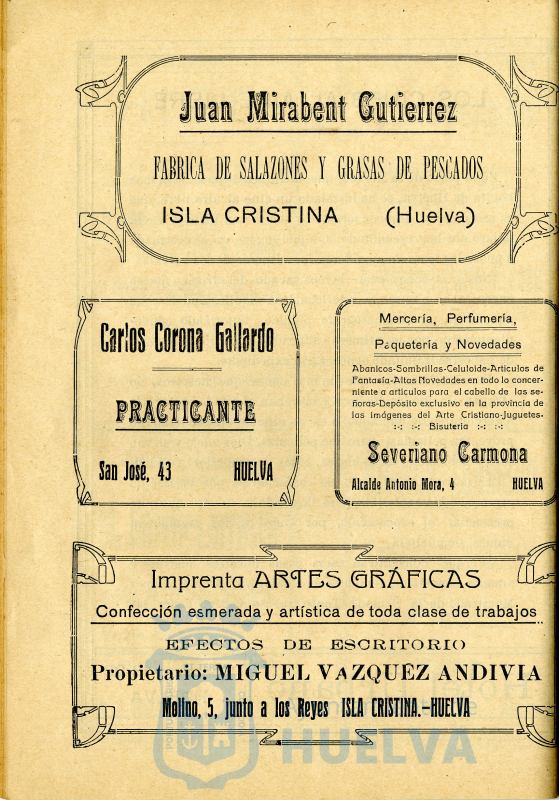 Juan Mirabent Gutierrez
FABRICA DE SALAZONES Y GRASAS DE PESCADOS
ISLA CRISTINA (Huelva)
Carlos Corona Gallardo
PRACTICANTE
San José, 43 HUELVA
Mercería, Perfumería,
Paquetería y Novedades
Abanicos-Sombrillas-Celuloide-Articulos de
Fantasía-Altas Novedades en todo lo concer-
niente a articulos para el cabello de las se-
ñoras-Depósito exclusivo en la provincia de
las imágenes del Arte Cristiano-Juguetes-
:-: :-: Bisuteria :-: :-:
Severiano Carmona
Alcalde Antonio Mora, 4 HUELVA
Imprenta ARTES GRÁFICAS
Confección esmerada y artística de toda clase de trabajos
EFECTOS DE ESCRITORIO
Propietario: MIGUEL VAZQUEZ ANDIVIA
Molino, 5, junto a los Reyes ISLA CRISTINA.-HUELVA
HUELVA